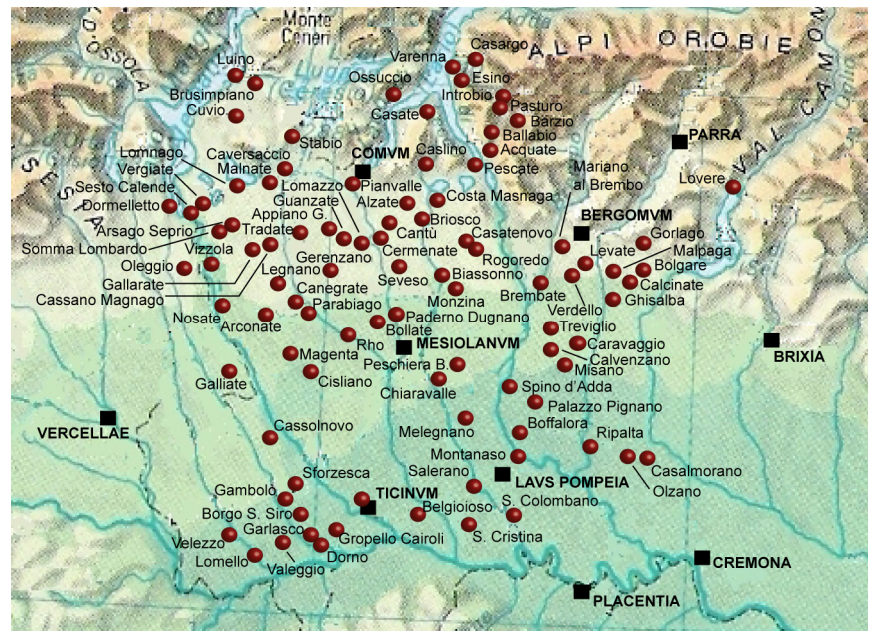 Monte
Ceneri
Adda
ALPI OROBIE
D'OSSOLA
SESIA
VAL CAMON
Oglio
Luino
Varenna
Casargo
Ossuccio
Esino
Brusimpiano
Introbio
Pasturo
Cuvio
Casate
Barzio
Stabio
Ballabio
PARRA
Lomnago
Caversaccio
COMVM
Caslino
Acquate
Vergiate
Malnate
Pescate
Mariano
al Brembo
Lovere
Sesto Calende
Lomazzo
Pianvalle
Dormelletto
Guanzate
Alzate
Costa Masnaga
BERGOMVM
Appiano G.
Briosco
Arsago Seprio
Tradate
Cantù
Casatenovo
Gorlago
Somma Lombardo
Cermenate
Levate
Malpaga
Vizzola
Gerenzano
Rogoredo
Bolgare
Oleggio
Legnano
Seveso
Biassonno
Calcinate
Gallarate
Canegrate
Brembate
Ghisalba
Cassano Magnago
Monzina
Verdello
Parabiago
Nosate
Arconate
Paderno Dugnano
Treviglio
Bollate
Rho
MESIOLANVM
Caravaggio
Magenta
Peschiera B.
Calvenzano
BRIXIA
Misano
Galliate
Cisliano
Chiaravalle
Spino d'Adda
Palazzo Pignano
VERCELLAE
Cassolnovo
Melegnano
Boffalora
Ripalta
Montanaso
Casalmorano
Sforzesca
Salerano
LAVS POMPEIA
Olzano
Gambolò
TICINVM
Borgo S. Siro
Belgioioso
S. Colombano
Garlasco
Velezzo
Gropello Cairoli
S. Cristina
Dorno
Lomello
Valeggio
CREMONA
PLACENTIA